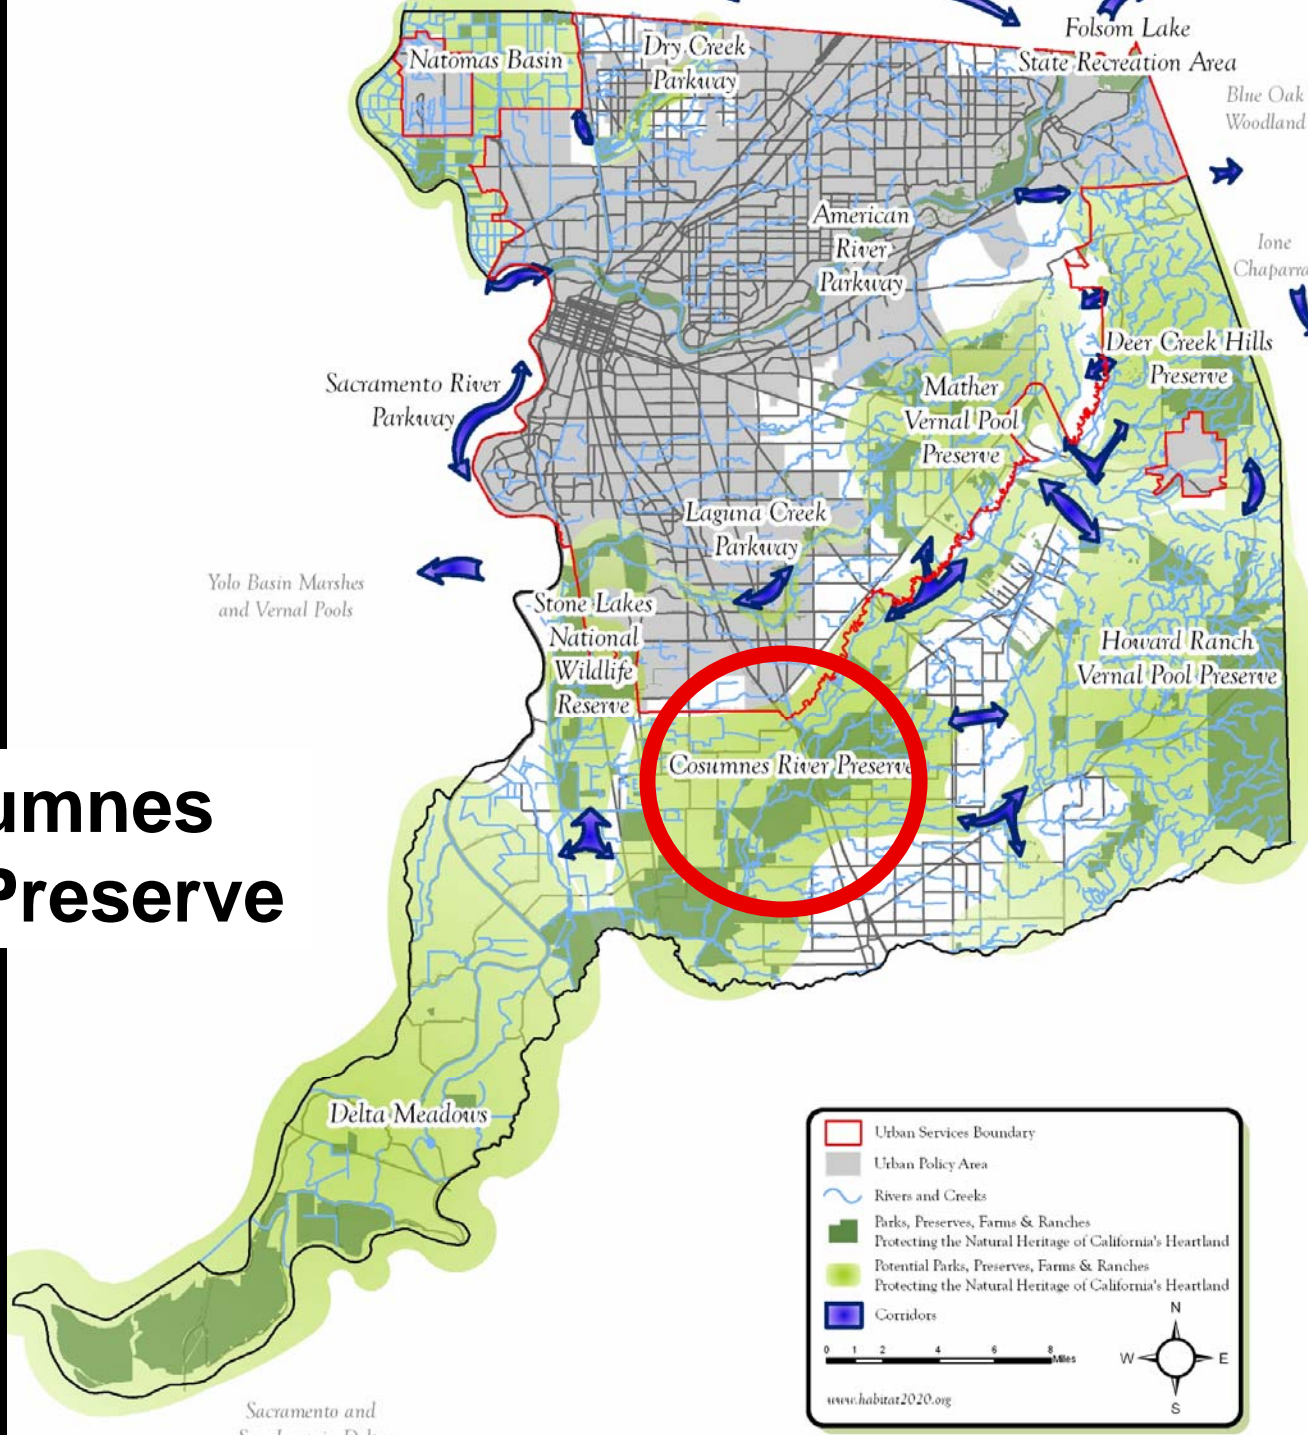 Folsom Lake
State Recreation Area
Natomas Basin
Dry Creek
Parkway
Blue Oak
Woodland
American
River
Parkway
Ione
Deer Creek Hills
Preserve
Sacramento River
Parkway
Mather
Vernal Pool
Preserve
Laguna Creek
Parkway
Yolo Basin Marshes
and Vernal Pools
Stone Lakes
National
Wildlife
Reserve
Howard Ranch
Vernal Pool Preserve
Cosumnes River Preserve
umnes
Preserve
Delta Meadows
Urban Services Boundary
Urban Policy Area
Rivers and Creeks
Parks, Preserves, Farms & Ranches
Protecting the Natural Heritage of California's Heartland
Potential Parks, Preserves, Farms & Ranches
Protecting the Natural Heritage of California's Heartland
Corridors
N
W E
S
0 1 2 4 6 8 Miles
www.habitat2020.org
Sacramento and